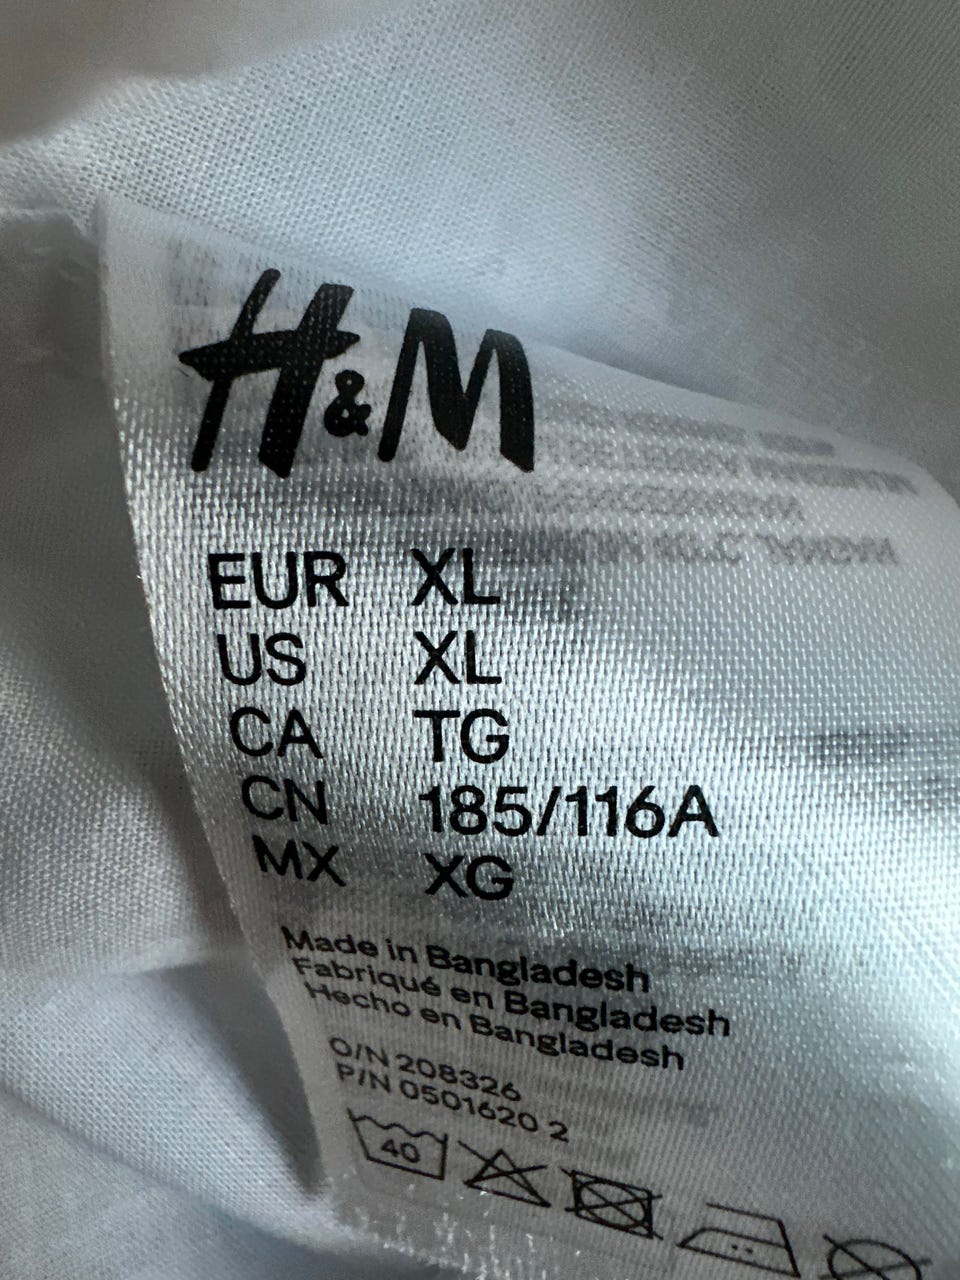 H&M
EUR XL
US XL
CA TG
CN 185/116A
MX XG
Made in Bangladesh
Fabriqué en Bangladesh
Hecho en Bangladesh
O/N 208326
P/N 0501620 2
40